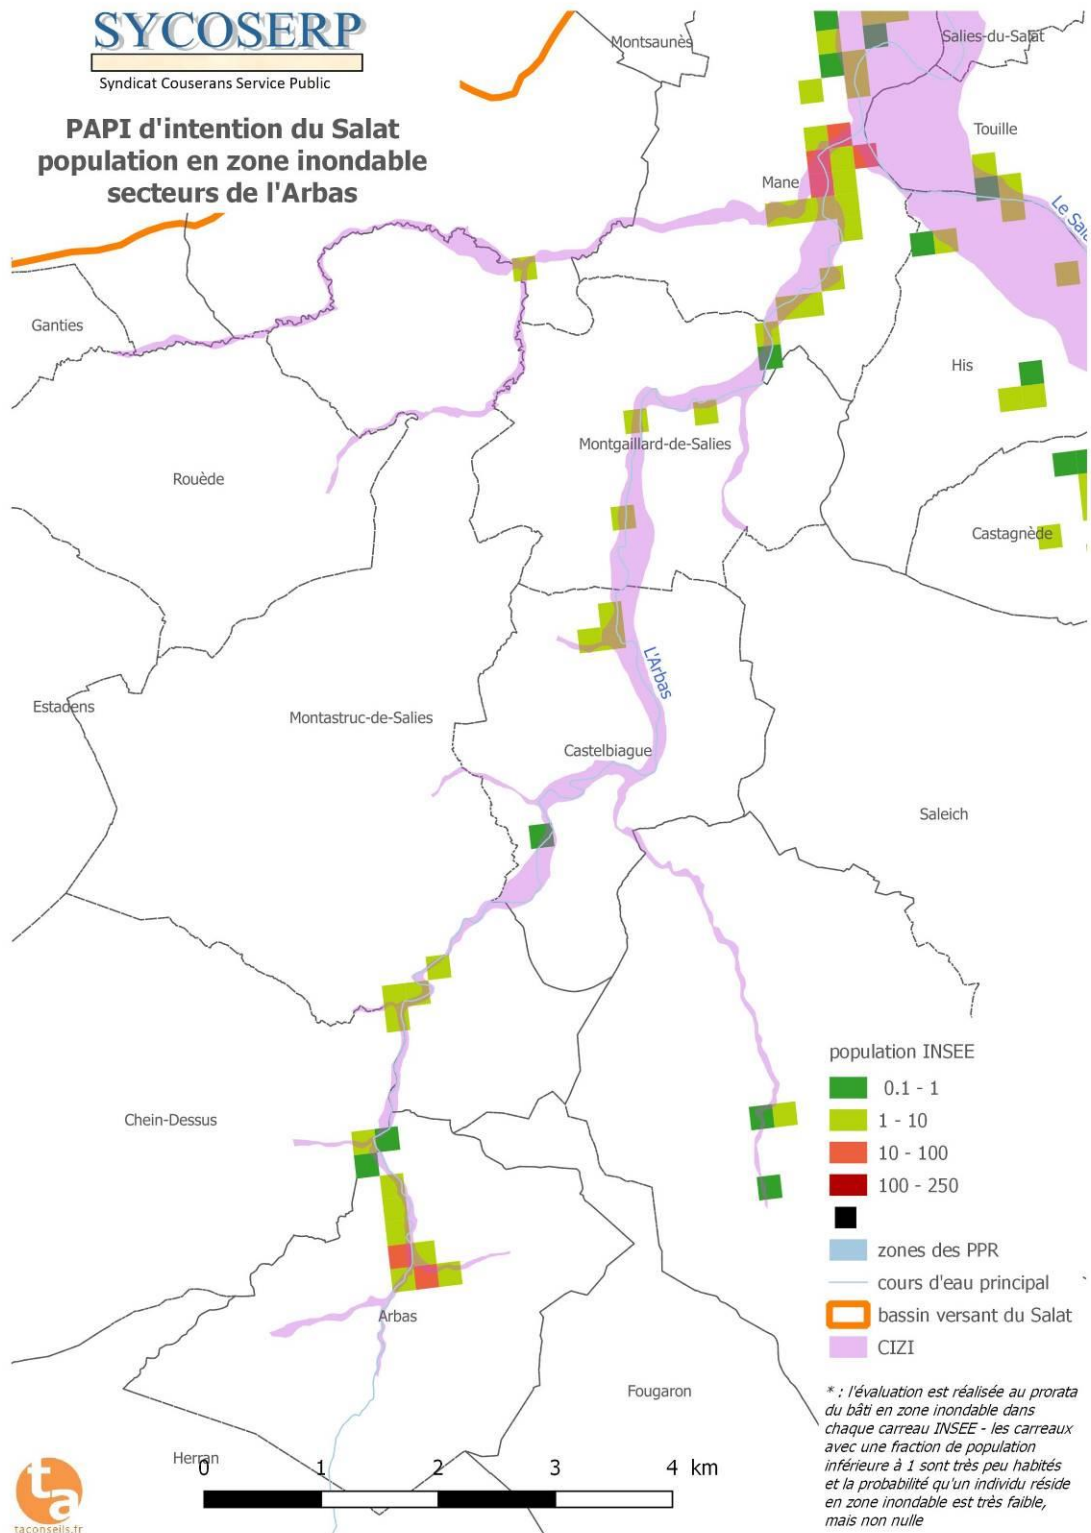 SYCOSERP
Syndicat Couserans Service Public
PAPI d'intention du Salat
population en zone inondable
secteurs de l'Arbas
Montsaunès
Salies-du-Salat
Touille
Mane
Le Sala
Ganties
His
Montgaillard-de-Salies
Rouède
Castagnède
L'Arbas
Estadens
Montastruc-de-Salies
Castelbiague
Saleich
Chein-Dessus
Arbas
Fougaron
Herran
population INSEE
0.1 - 1
1 - 10
10 - 100
100 - 250
zones des PPR
cours d'eau principal
bassin versant du Salat
CIZI
* : l'évaluation est réalisée au prorata
du bâti en zone inondable dans
chaque carreau INSEE - les carreaux
avec une fraction de population
inférieure à 1 sont très peu habités
et la probabilité qu'un individu réside
en zone inondable est très faible,
mais non nulle
0 1 2 3 4 km
ta
taconseils.fr